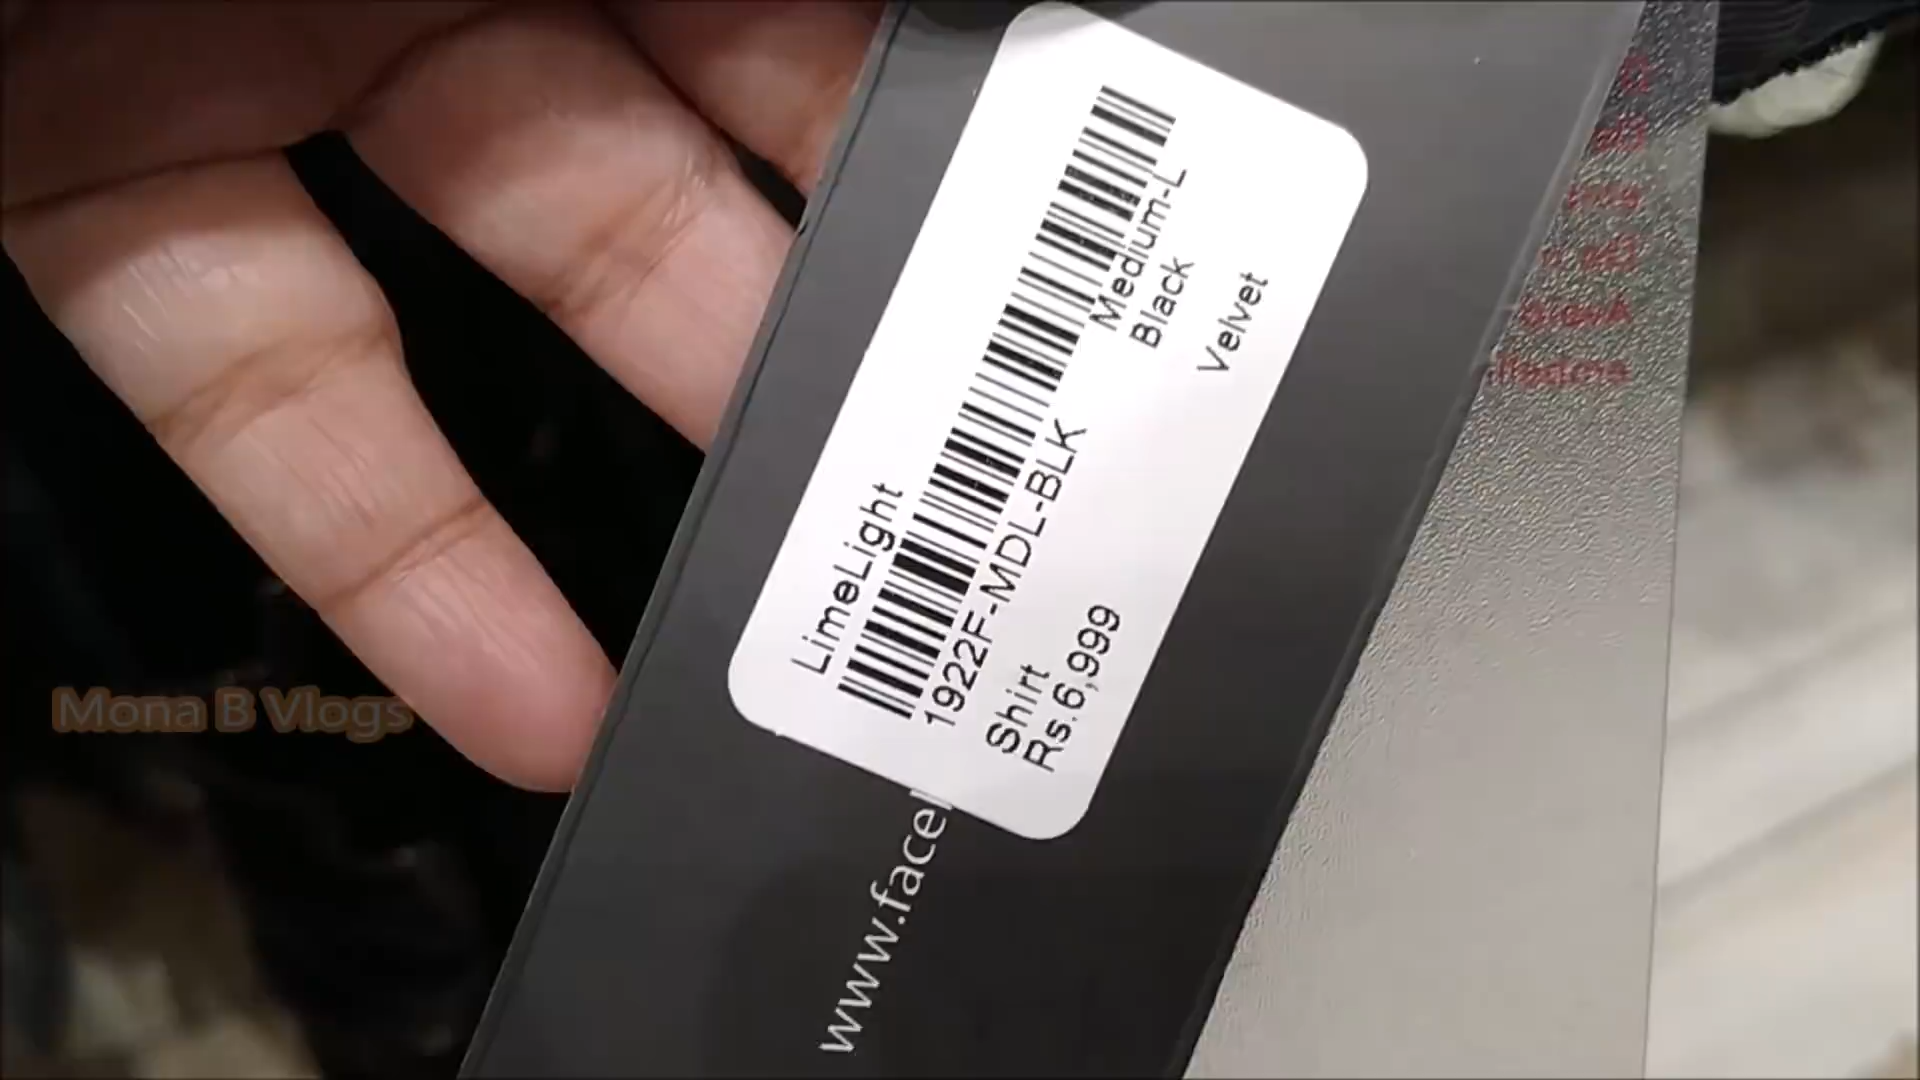 LimeLight
1922F-MDL-BLK
Medium-L
Shirt
Black
Rs.6,999
Velvet
www.face
Mona B Vlogs